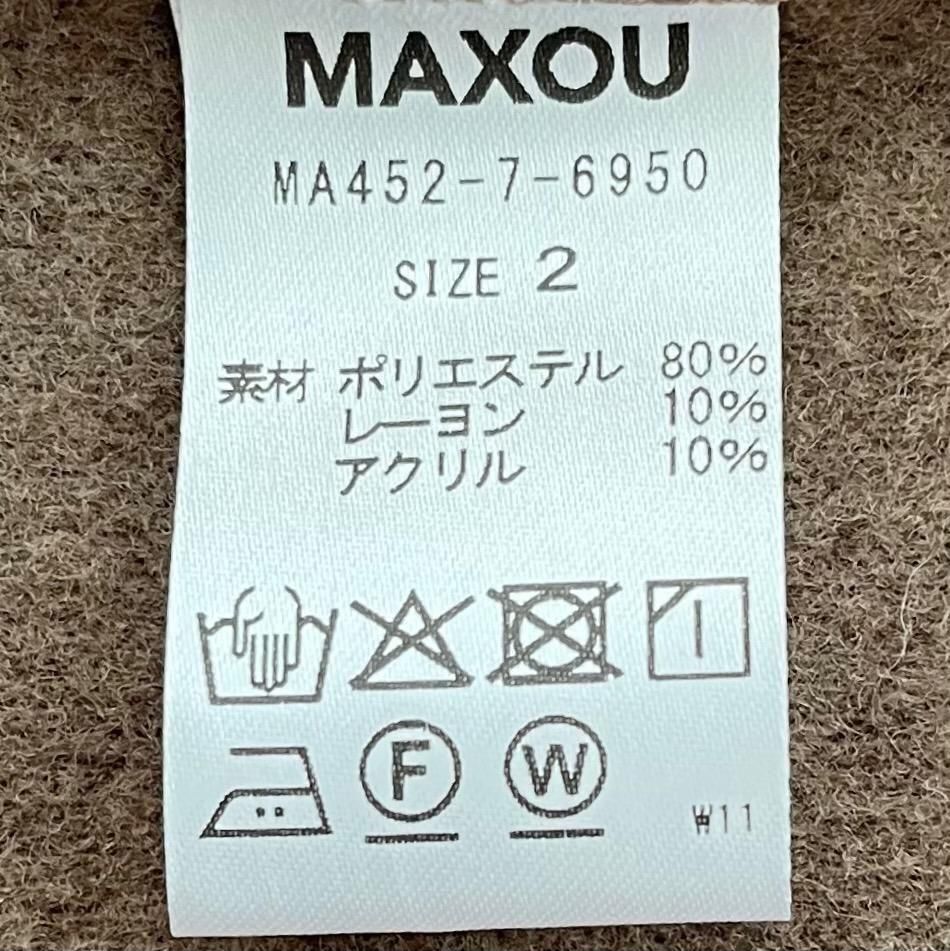 MAXOU
MA452-7-6950
SIZE 2
素材 ポリエステル 80%
レーヨン 10%
アクリル 10%
F W
W11